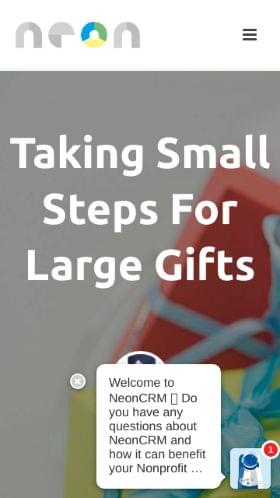 neon
Taking Small
Steps For
Large Gifts
Welcome to
NeonCRM ▯ Do
you have any
questions about
NeonCRM and
how it can benefit
your Nonprofit ...
1